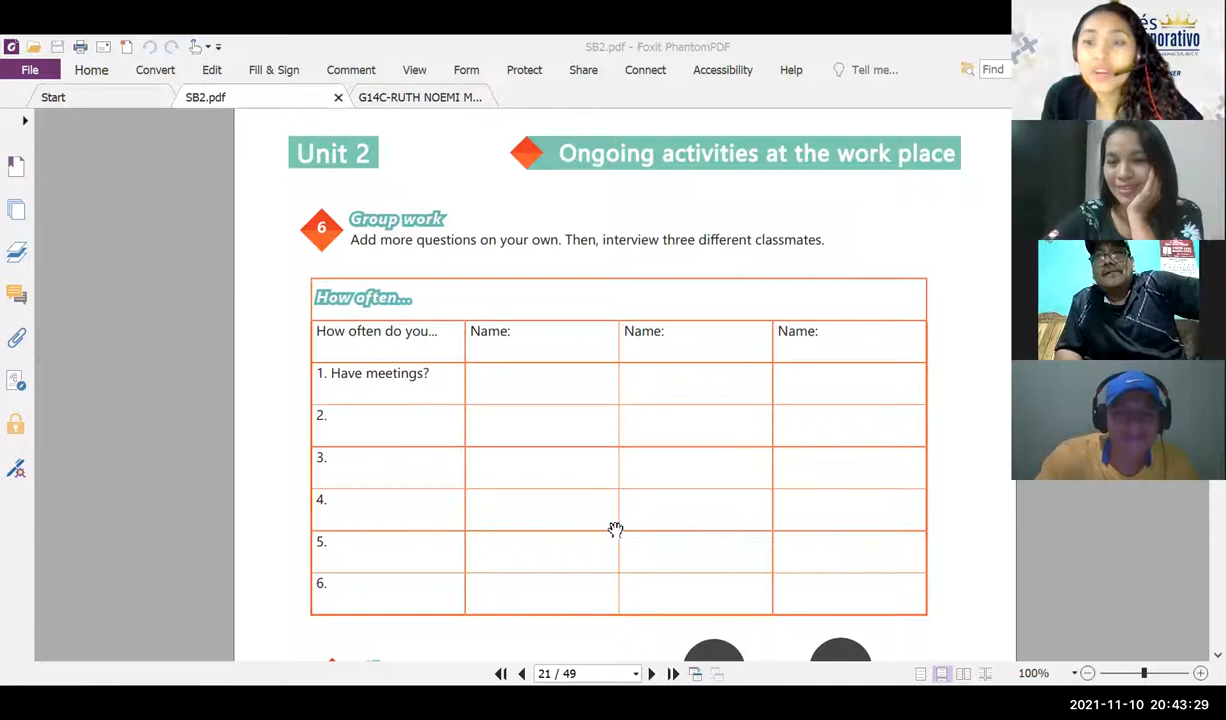 SB2.pdf - Foxit PhantomPDF
File Home Convert Edit Fill & Sign Comment View Form Protect Share Connect Accessibility Help Tell me... Find
Start SB2.pdf G14C-RUTH NOEMI M...
Unit 2
Ongoing activities at the work place
6
Group work
Add more questions on your own. Then, interview three different classmates.
How often...
How often do you... Name: Name: Name:
1. Have meetings?
2.
3.
4.
5.
6.
21 / 49
100%
2021-11-10 20:43:29